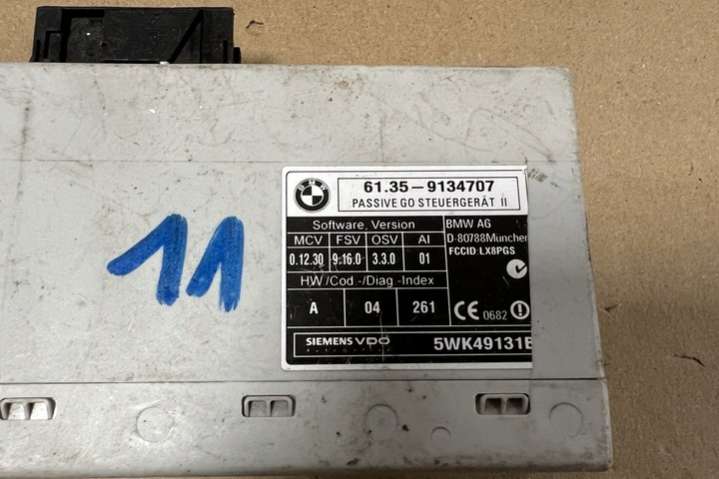 11
BMW
61.35-9134707
PASSIVE GO STEUERGERÄT II
Software, Version
MCV FSV OSV AI
0.12.30 9.16.0 3.3.0 01
HW/Cod-/Diag-Index
A 04 261
BMW AG
D-80788Munchen
FCCID:LX8PGS
CE 0682
SIEMENS VDO 5WK49131E